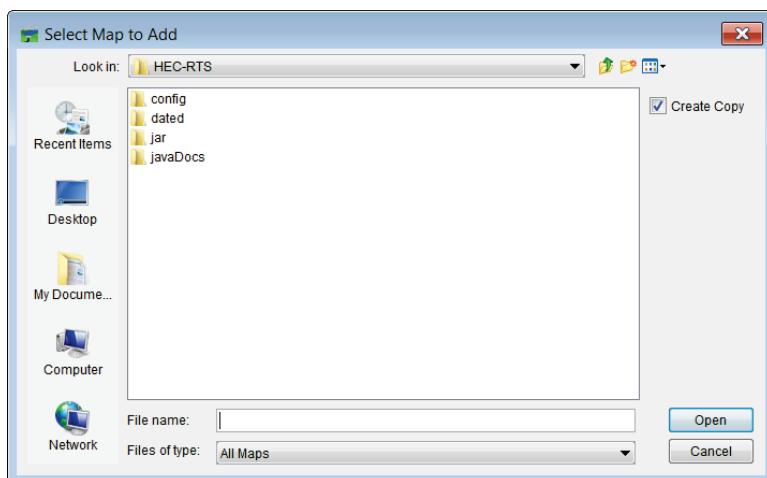 Select Map to Add
Look in: HEC-RTS
config
dated
jar
javaDocs
Create Copy
Recent Items
Desktop
My Docume...
Computer
Network
File name:
Files of type: All Maps
Open
Cancel